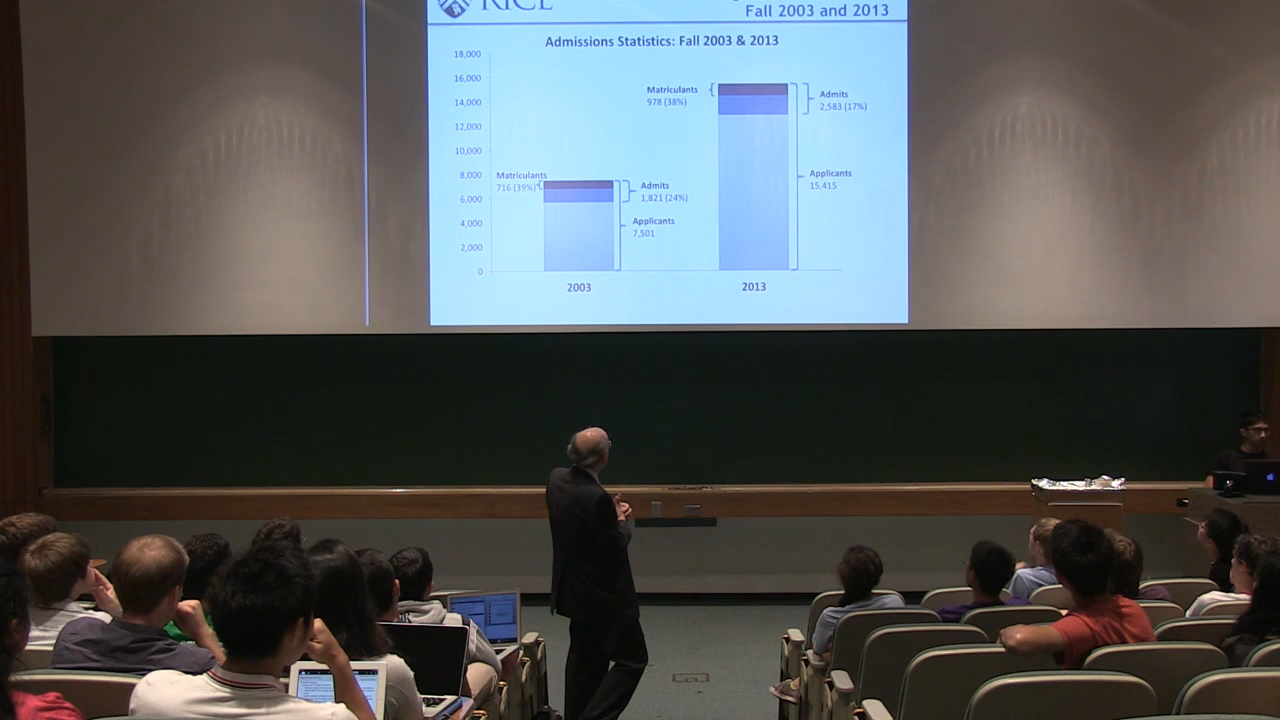 RICE
Fall 2003 and 2013
Admissions Statistics: Fall 2003 & 2013
18,000
16,000
14,000
12,000
10,000
8,000
6,000
4,000
2,000
0
Matriculants
716 (39%)
Admits
1,821 (24%)
Applicants
7,501
2003
Matriculants
978 (38%)
Admits
2,583 (17%)
Applicants
15,415
2013